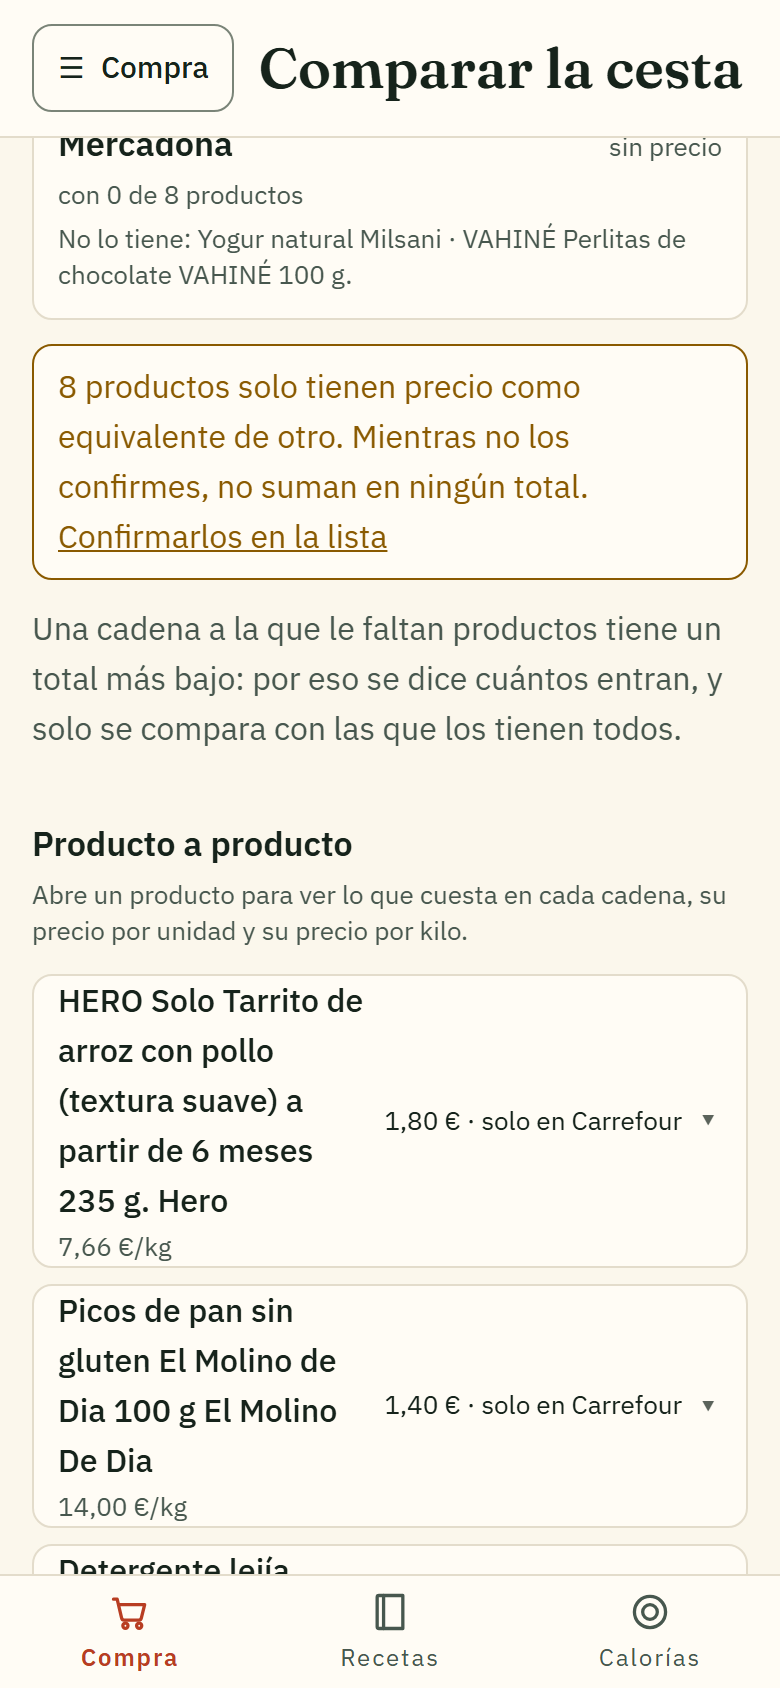 ☰ Compra
Comparar la cesta
Mercadona
sin precio
con 0 de 8 productos
No lo tiene: Yogur natural Milsani · VAHINÉ Perlitas de
chocolate VAHINÉ 100 g.
8 productos solo tienen precio como
equivalente de otro. Mientras no los
confirmes, no suman en ningún total.
Confirmarlos en la lista
Una cadena a la que le faltan productos tiene un
total más bajo: por eso se dice cuántos entran, y
solo se compara con las que los tienen todos.
Producto a producto
Abre un producto para ver lo que cuesta en cada cadena, su
precio por unidad y su precio por kilo.
HERO Solo Tarrito de
arroz con pollo
(textura suave) a
partir de 6 meses
235 g. Hero
7,66 €/kg
1,80 € · solo en Carrefour ▼
Picos de pan sin
gluten El Molino de
Dia 100 g El Molino
De Dia
14,00 €/kg
1,40 € · solo en Carrefour ▼
Detergente lejía
Compra
Recetas
Calorías